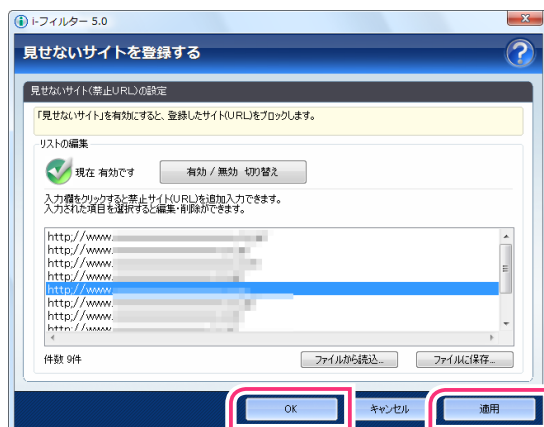 i-フィルター 5.0
見せないサイトを登録する
見せないサイト(禁止URL)の設定
「見せないサイト」を有効にすると、登録したサイト(URL)をブロックします。
リストの編集
現在 有効です
有効 / 無効 切り替え
入力欄をクリックすると禁止サイト(URL)を追加入力できます。
入力された項目を選択すると編集・削除ができます。
http://www.
http://www.
http://www.
http://www.
http://www.
http://www.
http://www.
http://www.
件数 9件
ファイルから読込...
ファイルに保存...
OK
キャンセル
適用